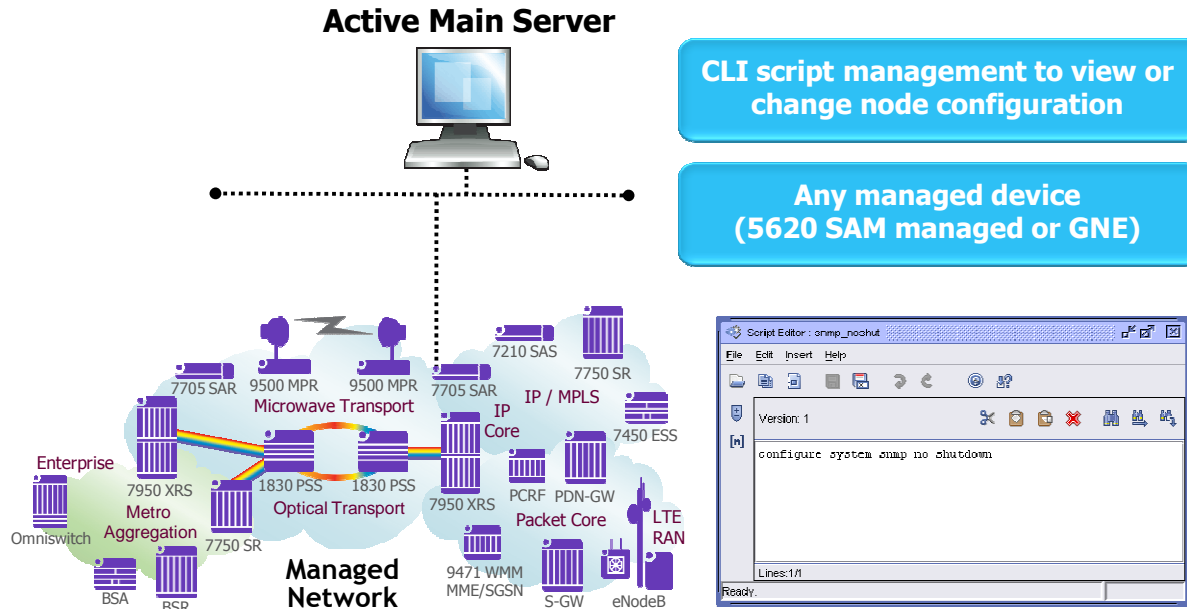 Active Main Server
CLI script management to view or
change node configuration
Any managed device
(5620 SAM managed or GNE)
7705 SAR
9500 MPR
9500 MPR
7705 SAR
7210 SAS
7750 SR
Microwave Transport
IP
Core
IP / MPLS
7450 ESS
Enterprise
7950 XRS
1830 PSS
1830 PSS
7950 XRS
PCRF
PDN-GW
Omniswitch
Metro
Aggregation
7750 SR
Optical Transport
Packet Core
LTE
RAN
BSA
BSR
Managed
Network
9471 WMM
MME/SGSN
S-GW
eNodeB
Script Editor : snmp_noshut
File Edit Insert Help
Version: 1
[M]
configure system snmp no shutdown
Lines:1/1
Ready.